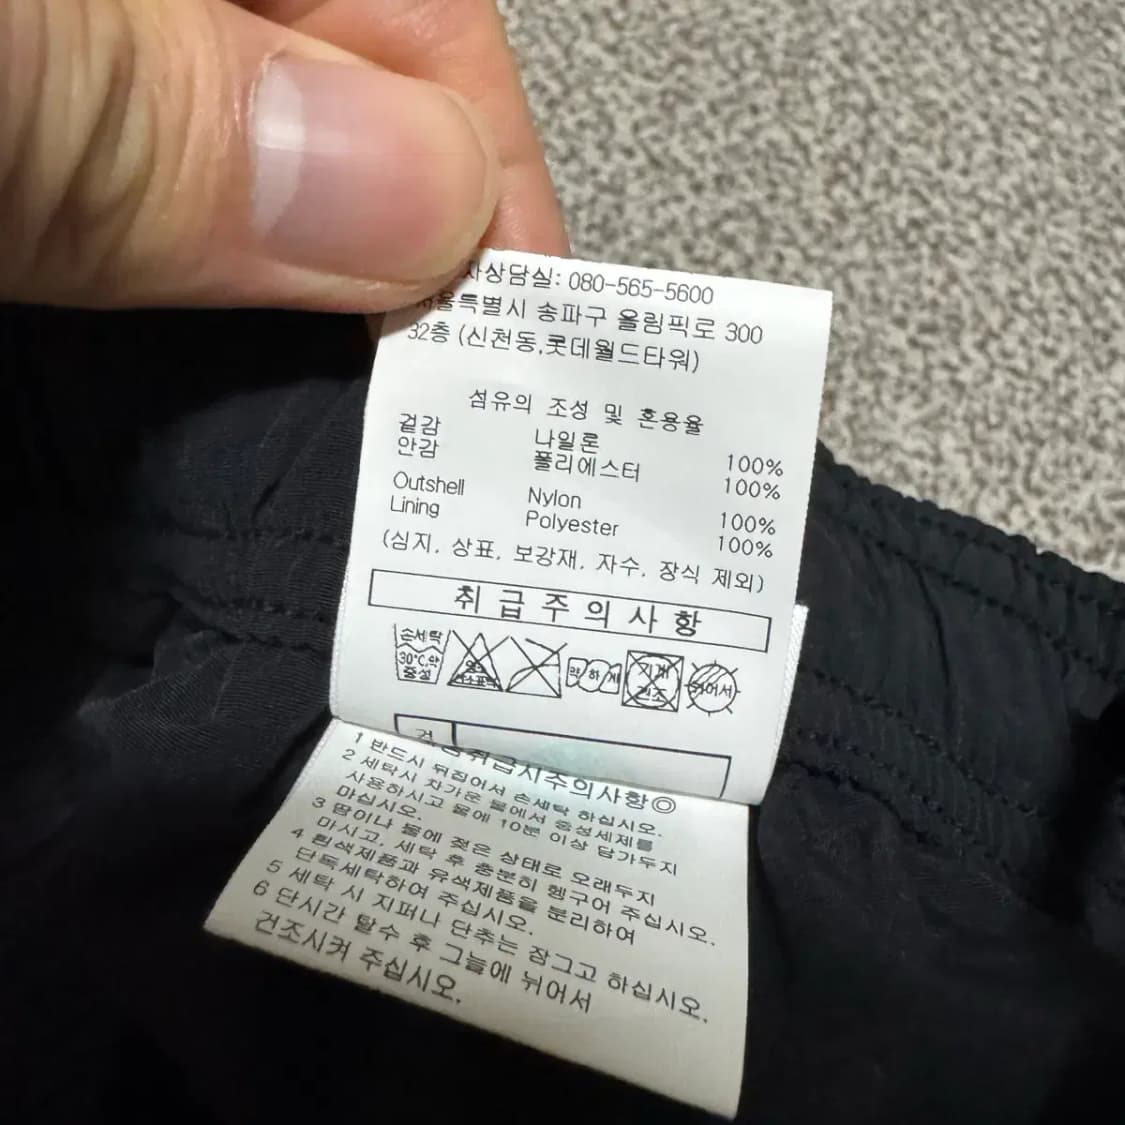 자상담실: 080-565-5600
서울특별시 송파구 올림픽로 300
32층 (신천동,롯데월드타워)
섬유의 조성 및 혼용율
겉감 나일론 100%
안감 폴리에스터 100%
Outshell Nylon 100%
Lining Polyester 100%
(심지, 상표, 보강재, 자수, 장식 제외)
취급주의사항
손세탁 30°C,약 중성
약하게
기계 건조
뉘어서
취급시주의사항◎
1 반드시 뒤집어서 손세탁 하십시오.
2 세탁시 차가운 물에서 중성세제를
사용하시고 물에 10분 이상 담가두지
마십시오.
3 땀이나 물에 젖은 상태로 오래두지
마시고, 세탁 후 충분히 헹구어 주십시오.
4 흰색제품과 유색제품을 분리하여
단독세탁하여 주십시오.
5 세탁 시 지퍼나 단추는 잠그고 하십시오.
6 단시간 탈수 후 그늘에 뉘어서
건조시켜 주십시오.